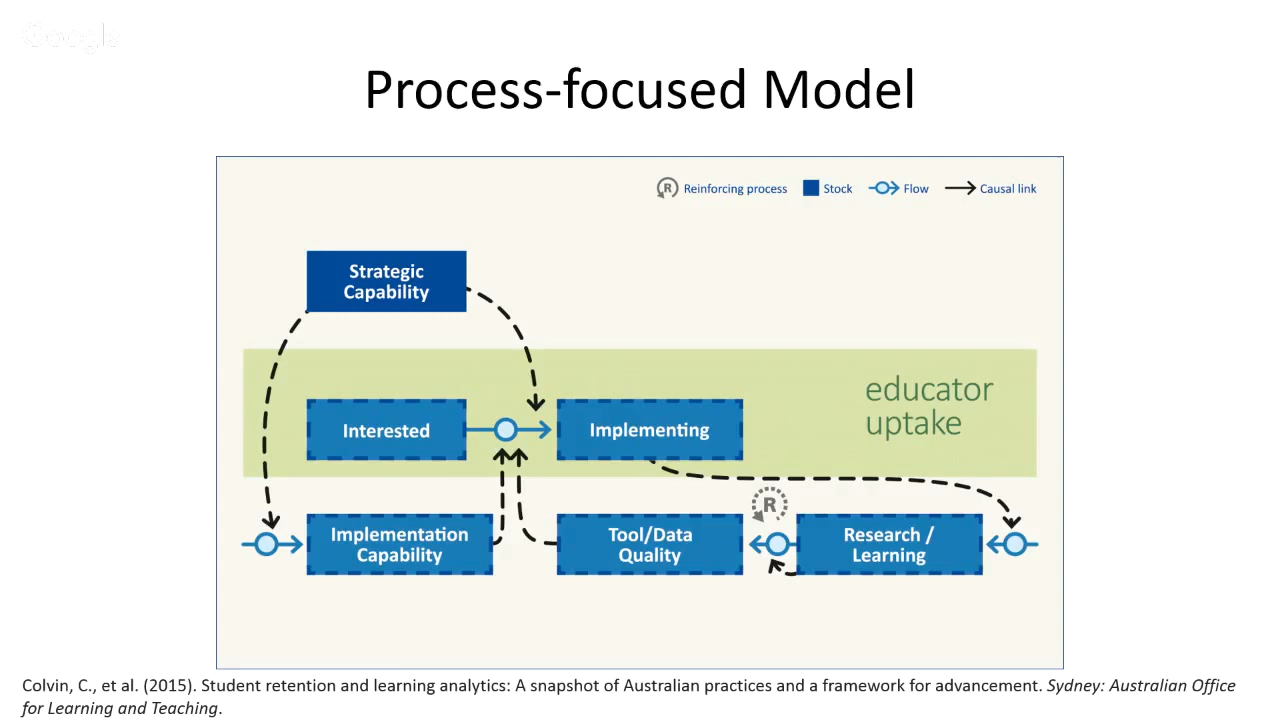 Google
Process-focused Model
R Reinforcing process Stock Flow Causal link
Strategic
Capability
educator
uptake
Interested
Implementing
R
Implementation
Capability
Tool/Data
Quality
Research /
Learning
Colvin, C., et al. (2015). Student retention and learning analytics: A snapshot of Australian practices and a framework for advancement. Sydney: Australian Office
for Learning and Teaching.